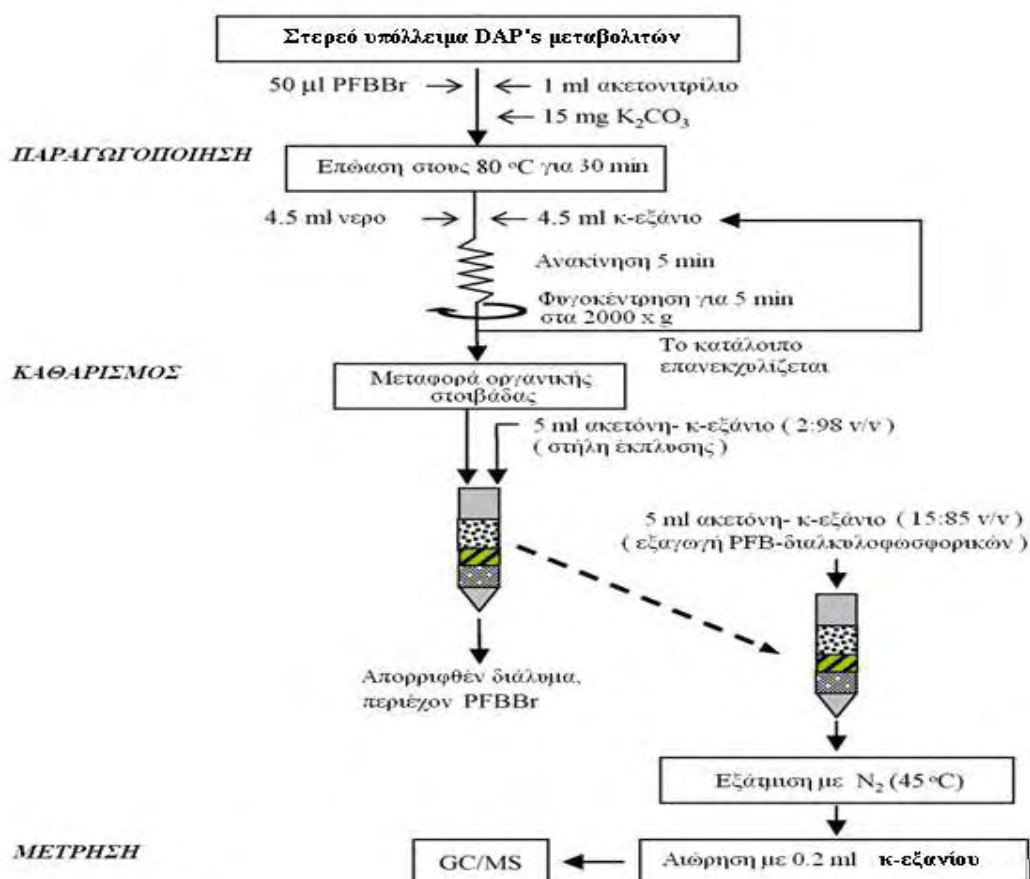 Στερεό υπόλλειμα DAP's μεταβολιτών
50 μl PFBBr
1 ml ακετονιτρίλιο
15 mg K₂CO₃
ΠΑΡΑΓΩΓΟΠΟΙΗΣΗ
Επώαση στους 80 °C για 30 min
4.5 ml νερο
4.5 ml κ-εξάνιο
Ανακίνηση 5 min
Φυγοκέντρηση για 5 min
στα 2000 x g
Το κατάλοιπο
επανεκχυλίζεται
ΚΑΘΑΡΙΣΜΟΣ
Μεταφορά οργανικής
στοιβάδας
5 ml ακετόνη- κ-εξάνιο ( 2:98 v/v )
( στήλη έκπλυσης )
5 ml ακετόνη- κ-εξάνιο ( 15:85 v/v )
( εξαγωγή PFB-διαλκυλοφωσφορικών )
Απορριφθέν διάλυμα,
περιέχον PFBBr
Εξάτμιση με N₂ (45 °C)
ΜΕΤΡΗΣΗ
GC/MS
Αιώρηση με 0.2 ml κ-εξανίου